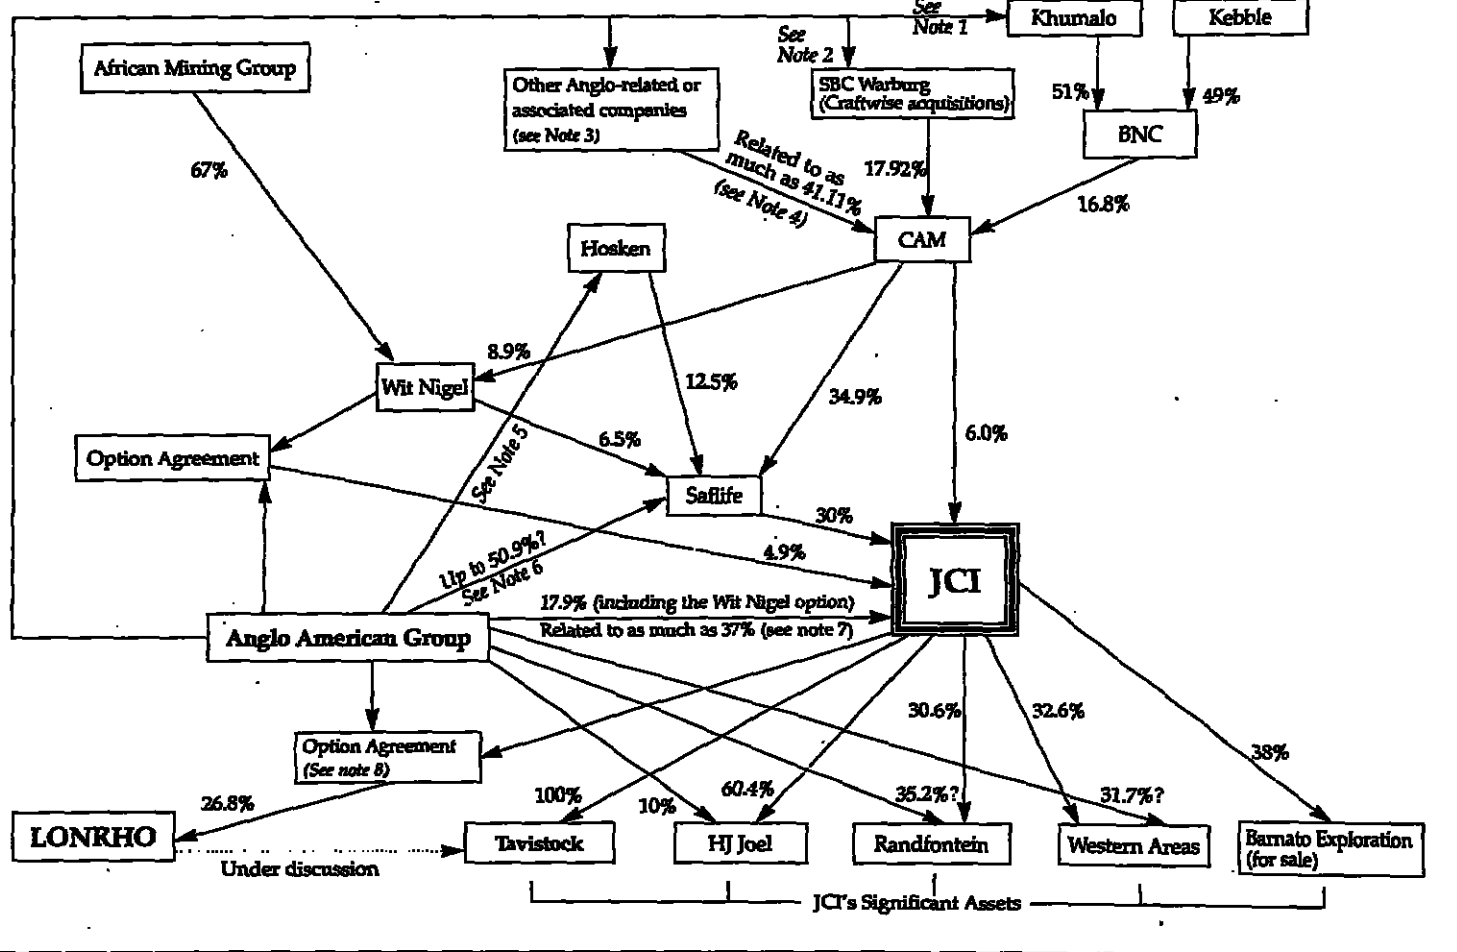 See
Note 1
Khumalo
Kebble
See
Note 2
African Mining Group
Other Anglo-related or
associated companies
(see Note 3)
SBC Warburg
(Craftwise acquisitions)
51%
49%
BNC
67%
Related to as
much as 41.11%
(see Note 4)
17.92%
16.8%
CAM
Hosken
8.9%
12.5%
34.9%
Wit Nigel
6.5%
6.0%
Option Agreement
See Note 5
Saflife
30%
Up to 50.9%?
See Note 6
4.9%
JCI
17.9% (including the Wit Nigel option)
Related to as much as 37% (see note 7)
Anglo American Group
30.6%
32.6%
Option Agreement
(See note 8)
38%
26.8%
100%
10%
60.4%
35.2%?
31.7%?
LONRHO
Under discussion
Tavistock
HJ Joel
Randfontein
Western Areas
Barnato Exploration
(for sale)
JCI's Significant Assets